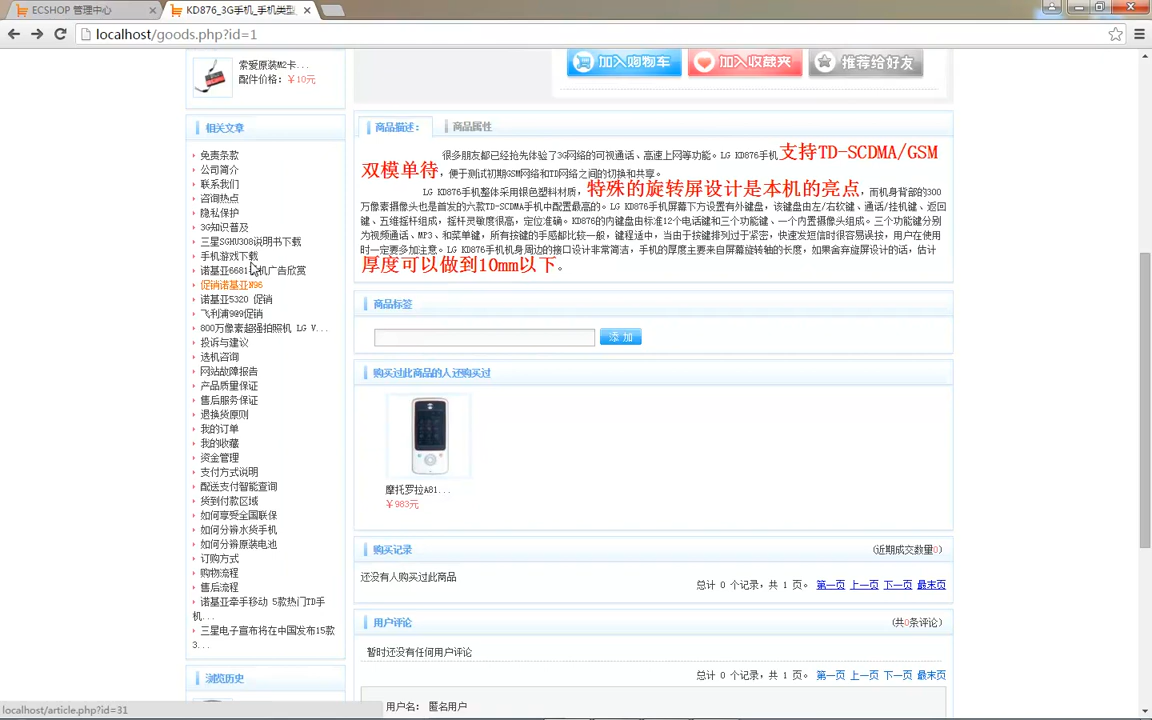 ECSHOP 管理中心
KD876_3G手机_手机类型_
localhost/goods.php?id=1
索爱原装M2卡...
配件价格：￥10元
加入购物车
加入收藏夹
推荐给好友
相关文章
免责条款
公司简介
联系我们
咨询热点
隐私保护
3G知识普及
三星SGHU308说明书下载
手机游戏下载
诺基亚6681手机广告欣赏
促销诺基亚N96
诺基亚5320 促销
飞利浦9@9促销
800万像素超强拍照机 LG V...
投诉与建议
选机咨询
网站故障报告
产品质量保证
售后服务保证
退换货原则
我的订单
我的收藏
资金管理
支付方式说明
配送支付智能查询
货到付款区域
如何享受全国联保
如何分辨水货手机
如何分辨原装电池
订购方式
购物流程
售后流程
诺基亚牵手移动 5款热门TD手
机...
三星电子宣布将在中国发布15款
3...
浏览历史
商品描述：
商品属性
很多朋友都已经抢先体验了3G网络的可视通话、高速上网等功能。LG KD876手机支持TD-SCDMA/GSM
双模单待，便于测试初期GSM网络和TD网络之间的切换和共享。
LG KD876手机整体采用银色塑料材质，特殊的旋转屏设计是本机的亮点，而机身背部的300
万像素摄像头也是首发的六款TD-SCDMA手机中配置最高的。LG KD876手机屏幕下方设置有外键盘，该键盘由左/右软键、通话/挂机键、返回
键、五维摇杆组成，摇杆灵敏度很高，定位准确。KD876的内键盘由标准12个电话键和三个功能键、一个内置摄像头组成。三个功能键分别
为视频通话、MP3、和菜单键，所有按键的手感都比较一般，键程适中，当由于按键排列过于紧密，快速发短信时很容易误按，用户在使用
时一定要多加注意。LG KD876手机机身周边的接口设计非常简洁，手机的厚度主要来自屏幕旋转轴的长度，如果舍弃旋屏设计的话，估计
厚度可以做到10mm以下。
商品标签
添 加
购买过此商品的人还购买过
摩托罗拉A81...
￥983元
购买记录
(近期成交数量0)
还没有人购买过此商品
总计 0 个记录，共 1 页。 第一页 上一页 下一页 最末页
用户评论
(共0条评论)
暂时还没有任何用户评论
总计 0 个记录，共 1 页。 第一页 上一页 下一页 最末页
用户名： 匿名用户
localhost/article.php?id=31